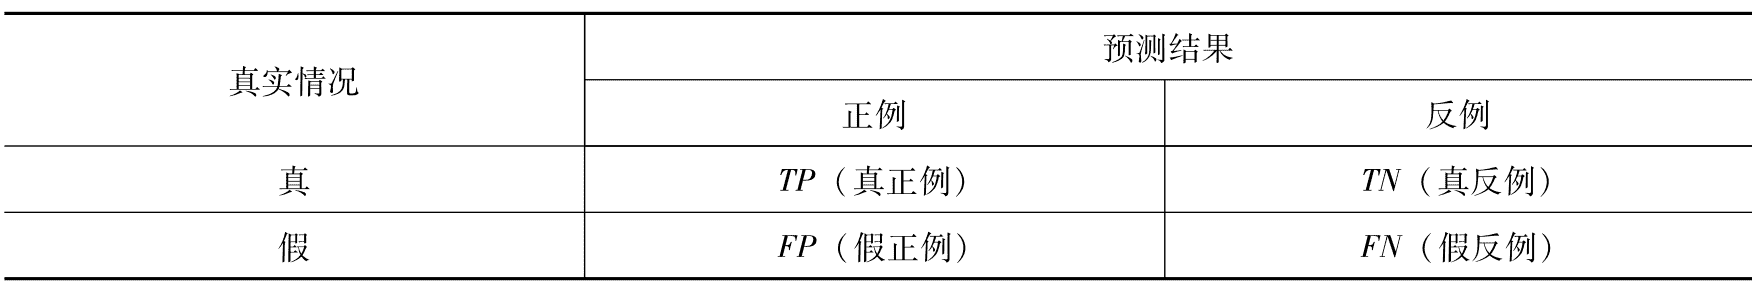 真实情况
预测结果
正例
反例
真
TP（真正例）
TN（真反例）
假
FP（假正例）
FN（假反例）